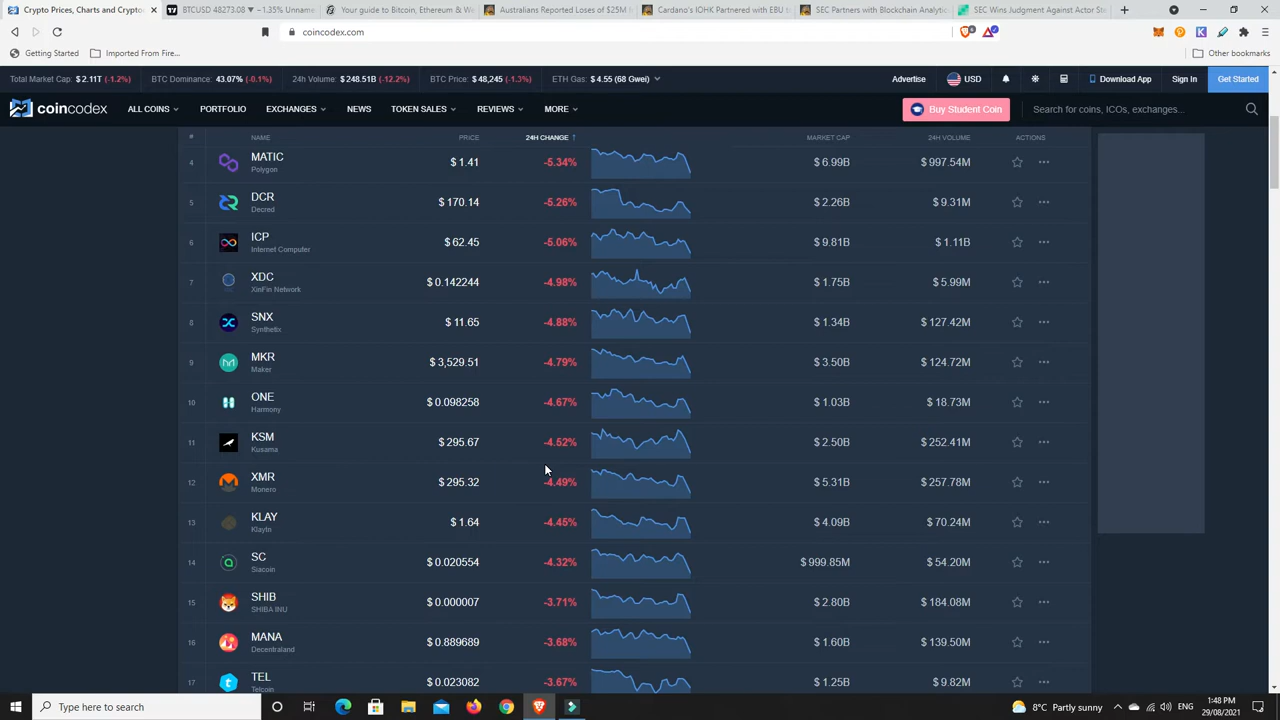 Crypto Prices, Charts and Cryptoc
BTCUSD 48273.08 ▼ −1.35% Unname
Your guide to Bitcoin, Ethereum & We
Australians Reported Loses of $25M
Cardano's IOHK Partnered with EBU
SEC Partners with Blockchain Analytic
SEC Wins Judgment Against Actor Ste
coincodex.com
Getting Started
Imported From Fire...
Other bookmarks
Total Market Cap: $ 2.11T (-1.2%)
BTC Dominance: 43.07% (-0.1%)
24h Volume: $ 248.51B (-12.2%)
BTC Price: $ 48,245 (-1.3%)
ETH Gas: $ 4.55 (68 Gwei)
Advertise
USD
Download App
Sign In
Get Started
coincodex
ALL COINS
PORTFOLIO
EXCHANGES
NEWS
TOKEN SALES
REVIEWS
MORE
Buy Student Coin
Search for coins, ICOs, exchanges...
# NAME PRICE 24H CHANGE ↑ MARKET CAP 24H VOLUME ACTIONS
4 MATIC $ 1.41 -5.34% $ 6.99B $ 997.54M
Polygon
5 DCR $ 170.14 -5.26% $ 2.26B $ 9.31M
Decred
6 ICP $ 62.45 -5.06% $ 9.81B $ 1.11B
Internet Computer
7 XDC $ 0.142244 -4.98% $ 1.75B $ 5.99M
XinFin Network
8 SNX $ 11.65 -4.88% $ 1.34B $ 127.42M
Synthetix
9 MKR $ 3,529.51 -4.79% $ 3.50B $ 124.72M
Maker
10 ONE $ 0.098258 -4.67% $ 1.03B $ 18.73M
Harmony
11 KSM $ 295.67 -4.52% $ 2.50B $ 252.41M
Kusama
12 XMR $ 295.32 -4.49% $ 5.31B $ 257.78M
Monero
13 KLAY $ 1.64 -4.45% $ 4.09B $ 70.24M
Klaytn
14 SC $ 0.020554 -4.32% $ 999.85M $ 54.20M
Siacoin
15 SHIB $ 0.000007 -3.71% $ 2.80B $ 184.08M
SHIBA INU
16 MANA $ 0.889689 -3.68% $ 1.60B $ 139.50M
Decentraland
17 TEL $ 0.023082 -3.67% $ 1.25B $ 9.82M
Telcoin
Type here to search
8°C Partly sunny
ENG
1:48 PM
29/08/2021